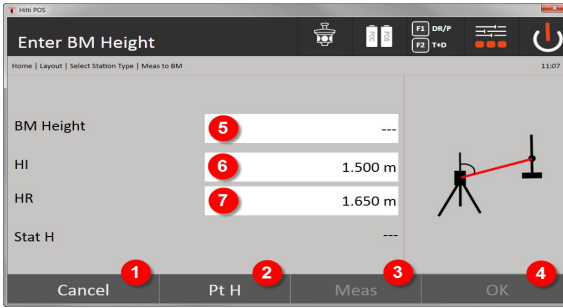 Hilti POS
Enter BM Height
POC
POS
F1 DR/P
F2 T+D
Home | Layout | Select Station Type | Meas to BM
11:07
BM Height
5
---
HI
6
1.500 m
HR
7
1.650 m
Stat H
---
1
2
3
4
Cancel
Pt H
Meas
OK